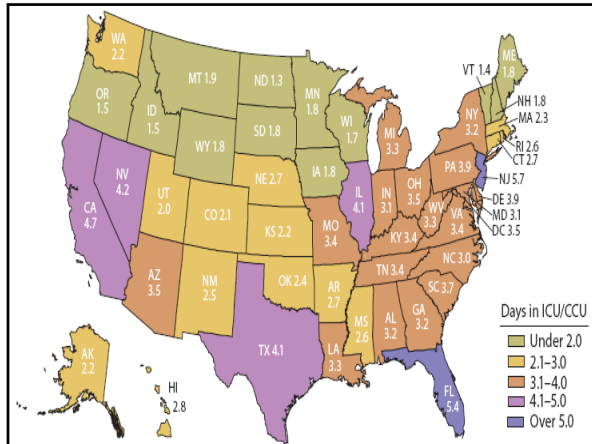 WA
2.2
OR
1.5
ID
1.5
MT 1.9
ND 1.3
MN
1.8
SD 1.8
WY 1.8
WI
1.7
IA 1.8
NE 2.7
NV
4.2
CA
4.7
UT
2.0
CO 2.1
KS 2.2
MO
3.4
IL
4.1
IN
3.1
OH
3.5
MI
3.3
NY
3.2
PA 3.9
VT 1.4
ME
1.8
NH 1.8
MA 2.3
RI 2.6
CT 2.7
NJ 5.7
DE 3.9
MD 3.1
DC 3.5
WV
3.3
VA
3.4
KY 3.4
NC 3.0
TN 3.4
SC 3.7
AZ
3.5
NM
2.5
OK 2.4
AR
2.7
MS
2.6
AL
3.2
GA
3.2
LA
3.3
TX 4.1
FL
5.4
AK
2.2
HI
2.8
Days in ICU/CCU
Under 2.0
2.1–3.0
3.1–4.0
4.1–5.0
Over 5.0